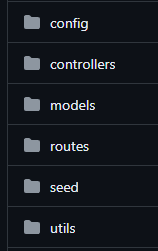 config
controllers
models
routes
seed
utils